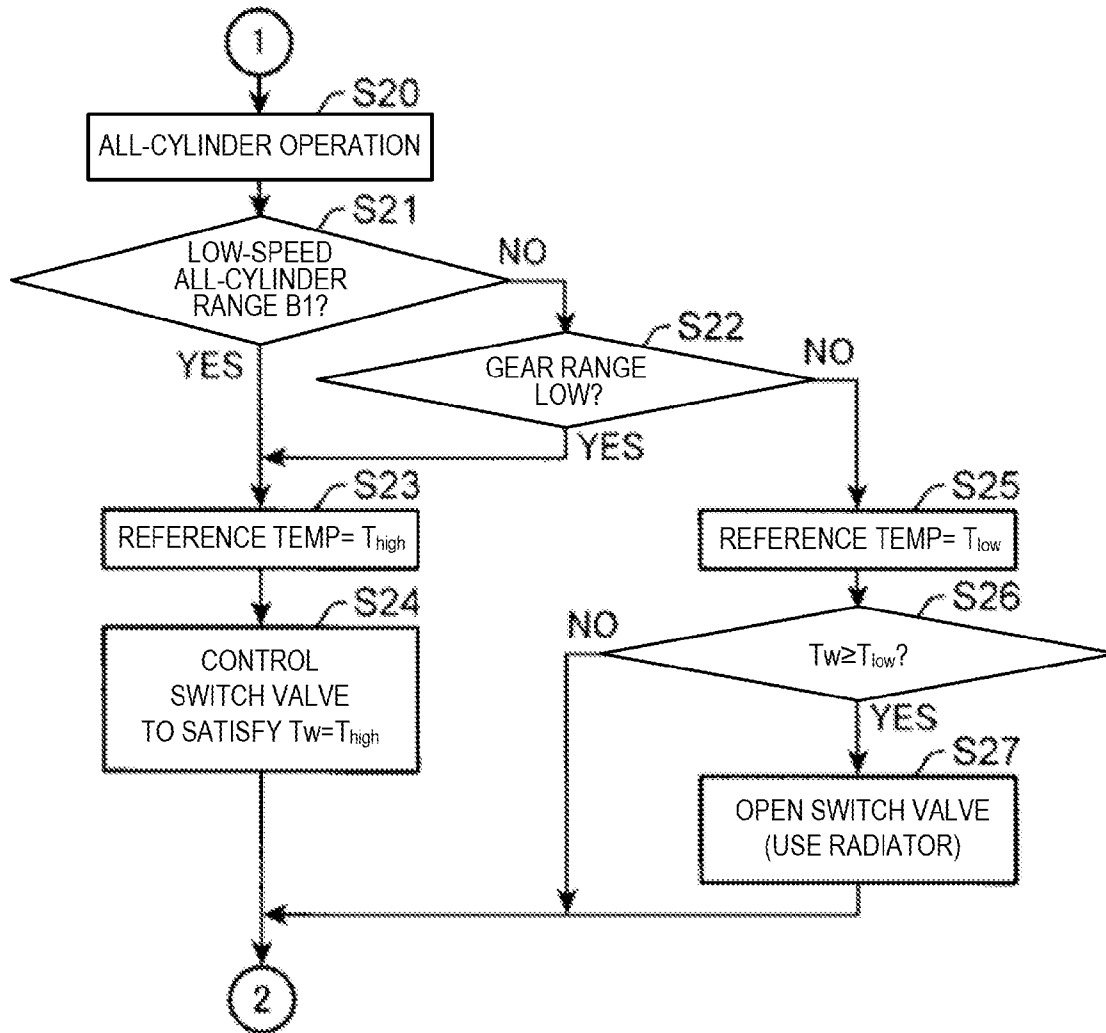 1
S20
ALL-CYLINDER OPERATION
S21
LOW-SPEED
ALL-CYLINDER
RANGE B1?
NO
YES
S22
GEAR RANGE
LOW?
NO
YES
S23
REFERENCE TEMP= Thigh
S24
CONTROL
SWITCH VALVE
TO SATISFY Tw=Thigh
S25
REFERENCE TEMP= Tlow
S26
NO
Tw≥Tlow?
YES
S27
OPEN SWITCH VALVE
(USE RADIATOR)
2